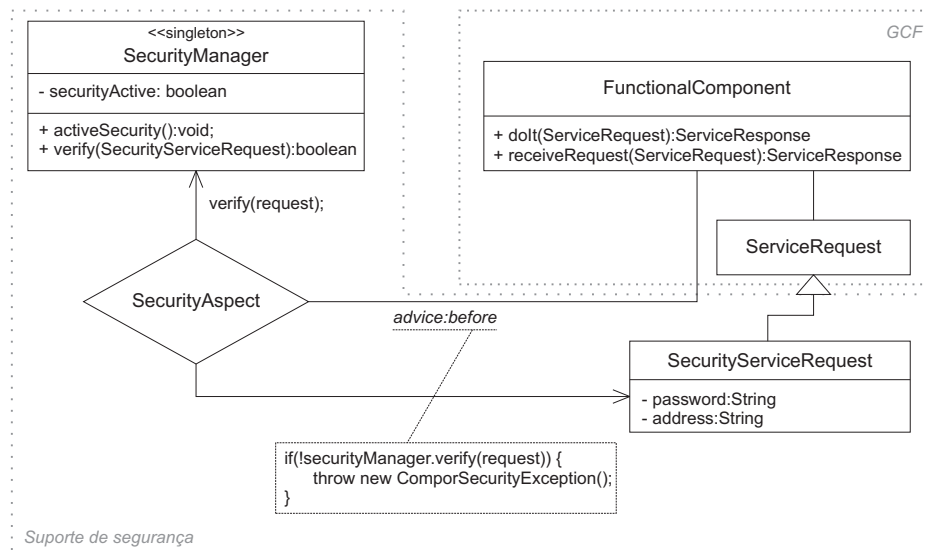 <<singleton>>
SecurityManager
- securityActive: boolean
+ activeSecurity():void;
+ verify(SecurityServiceRequest):boolean
GCF
FunctionalComponent
+ doIt(ServiceRequest):ServiceResponse
+ receiveRequest(ServiceRequest):ServiceResponse
verify(request);
ServiceRequest
SecurityAspect
advice:before
SecurityServiceRequest
- password:String
- address:String
if(!securityManager.verify(request)) {
throw new ComporSecurityException();
}
Suporte de segurança